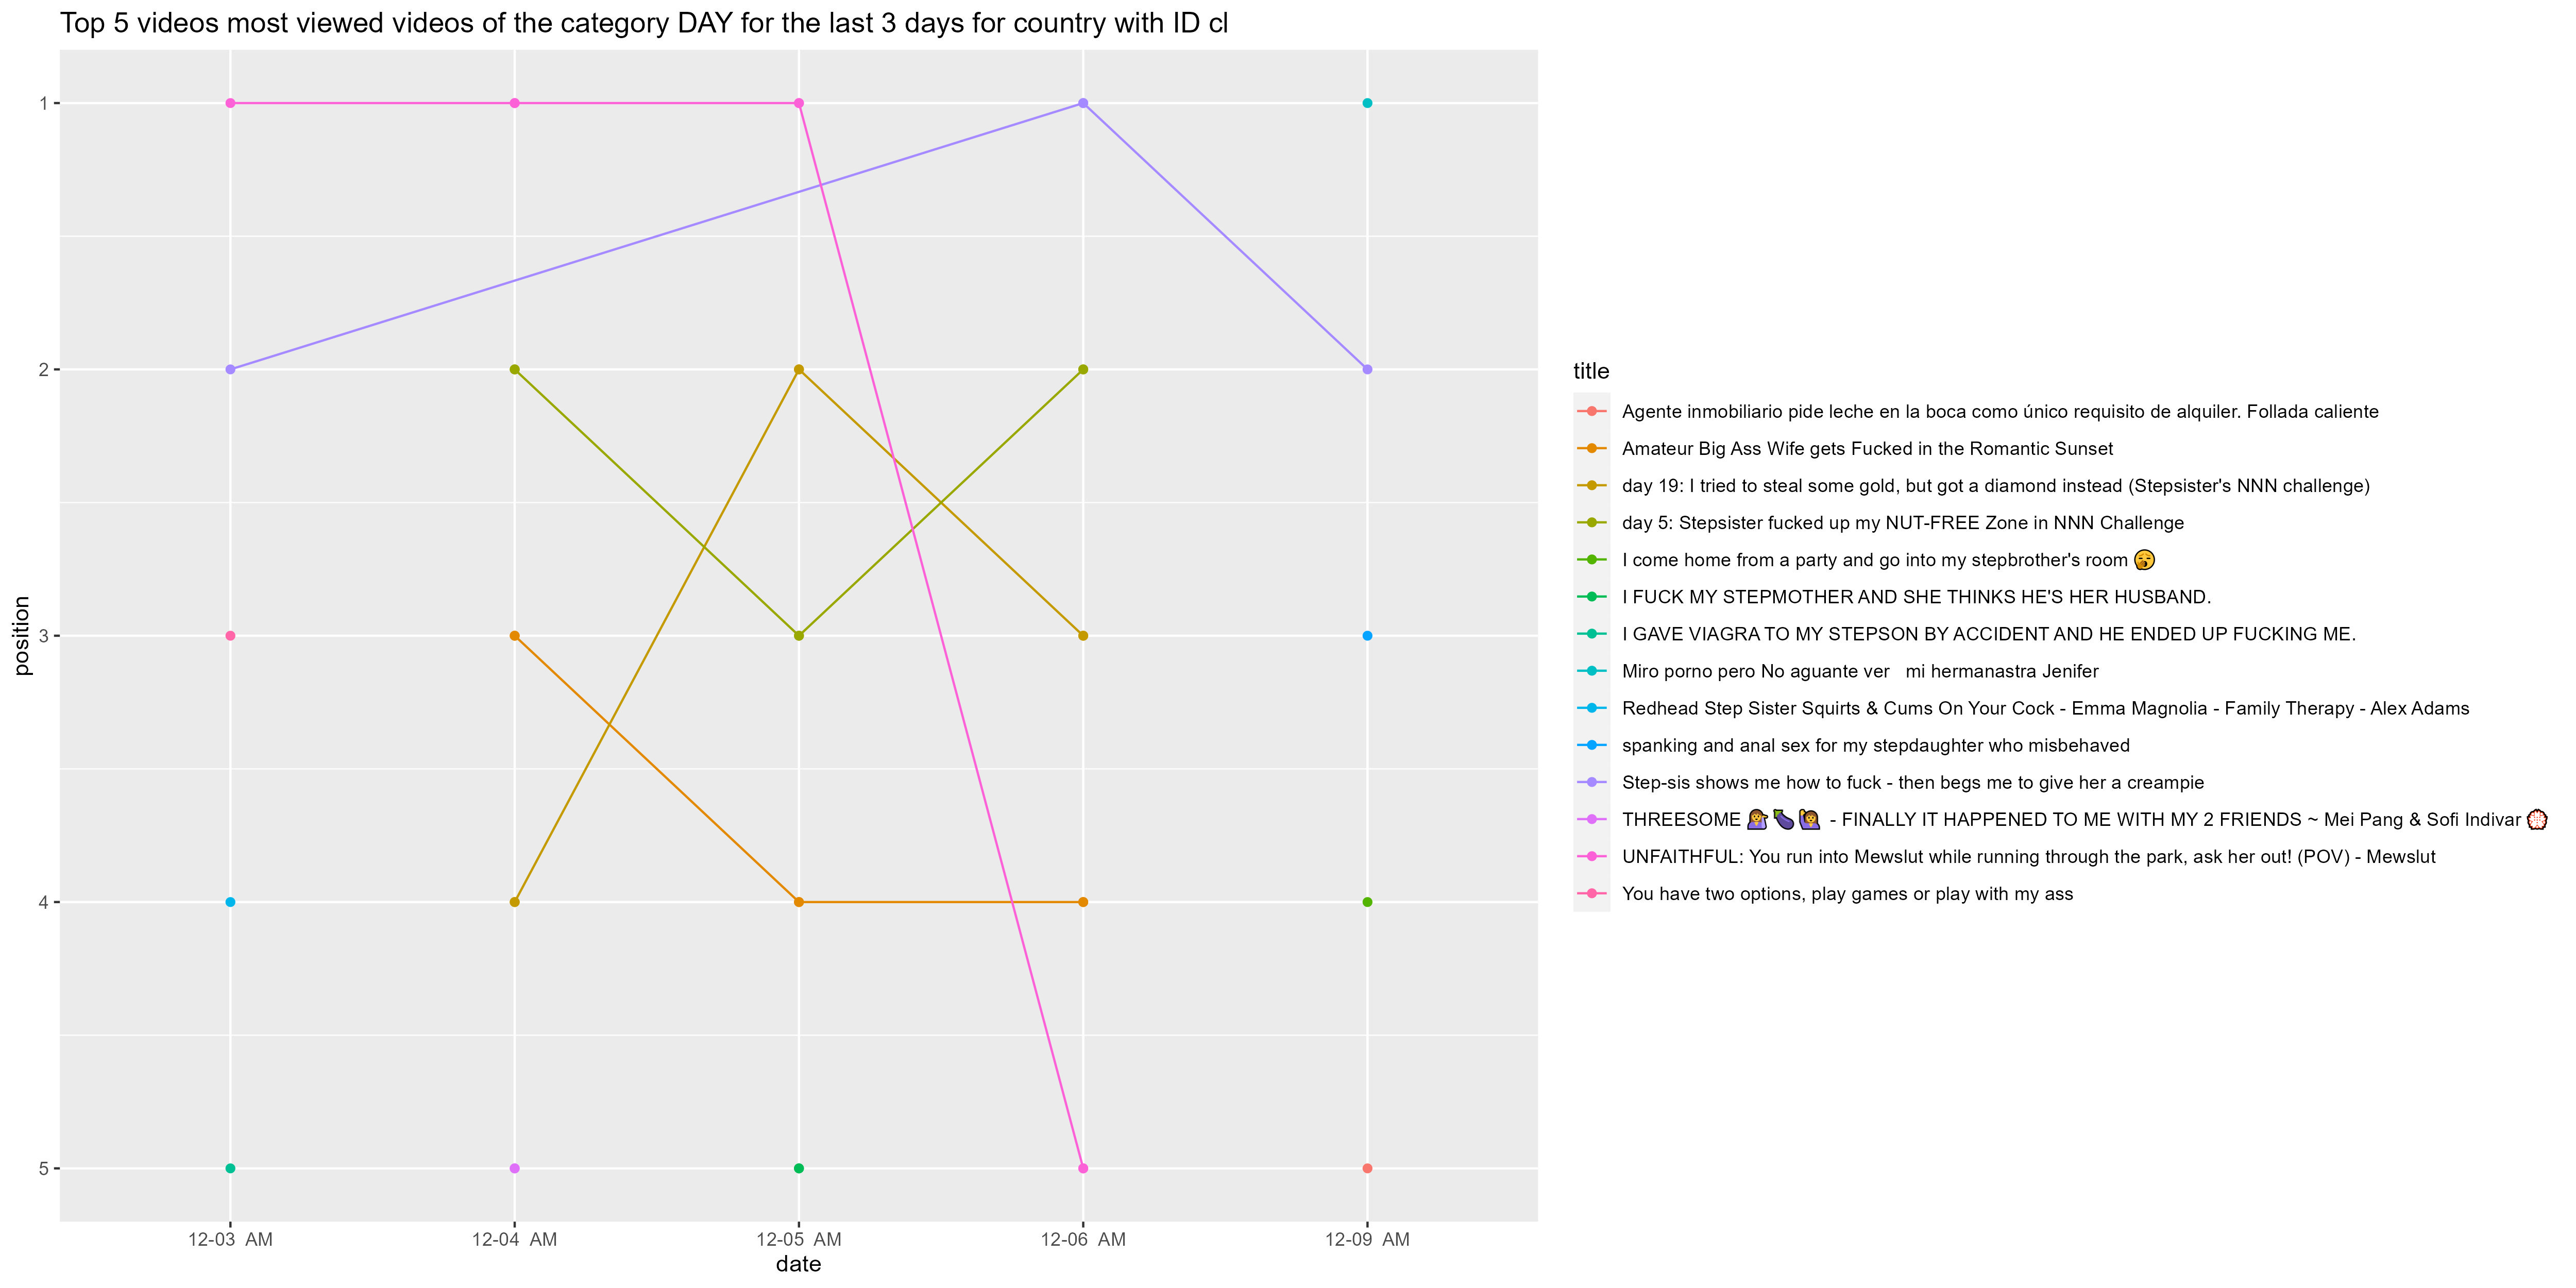 Top 5 videos most viewed videos of the category DAY for the last 3 days for country with ID cl
position
1
2
3
4
5
12-03 AM
12-04 AM
12-05 AM
12-06 AM
12-09 AM
date
title
Agente inmobiliario pide leche en la boca como único requisito de alquiler. Follada caliente
Amateur Big Ass Wife gets Fucked in the Romantic Sunset
day 19: I tried to steal some gold, but got a diamond instead (Stepsister's NNN challenge)
day 5: Stepsister fucked up my NUT-FREE Zone in NNN Challenge
I come home from a party and go into my stepbrother's room 🥱
I FUCK MY STEPMOTHER AND SHE THINKS HE'S HER HUSBAND.
I GAVE VIAGRA TO MY STEPSON BY ACCIDENT AND HE ENDED UP FUCKING ME.
Miro porno pero No aguante ver   mi hermanastra Jenifer
Redhead Step Sister Squirts & Cums On Your Cock - Emma Magnolia - Family Therapy - Alex Adams
spanking and anal sex for my stepdaughter who misbehaved
Step-sis shows me how to fuck - then begs me to give her a creampie
THREESOME 💁‍♀️🍆🙋‍♀️ - FINALLY IT HAPPENED TO ME WITH MY 2 FRIENDS ~ Mei Pang & Sofi Indivar
UNFAITHFUL: You run into Mewslut while running through the park, ask her out! (POV) - Mewslut
You have two options, play games or play with my ass